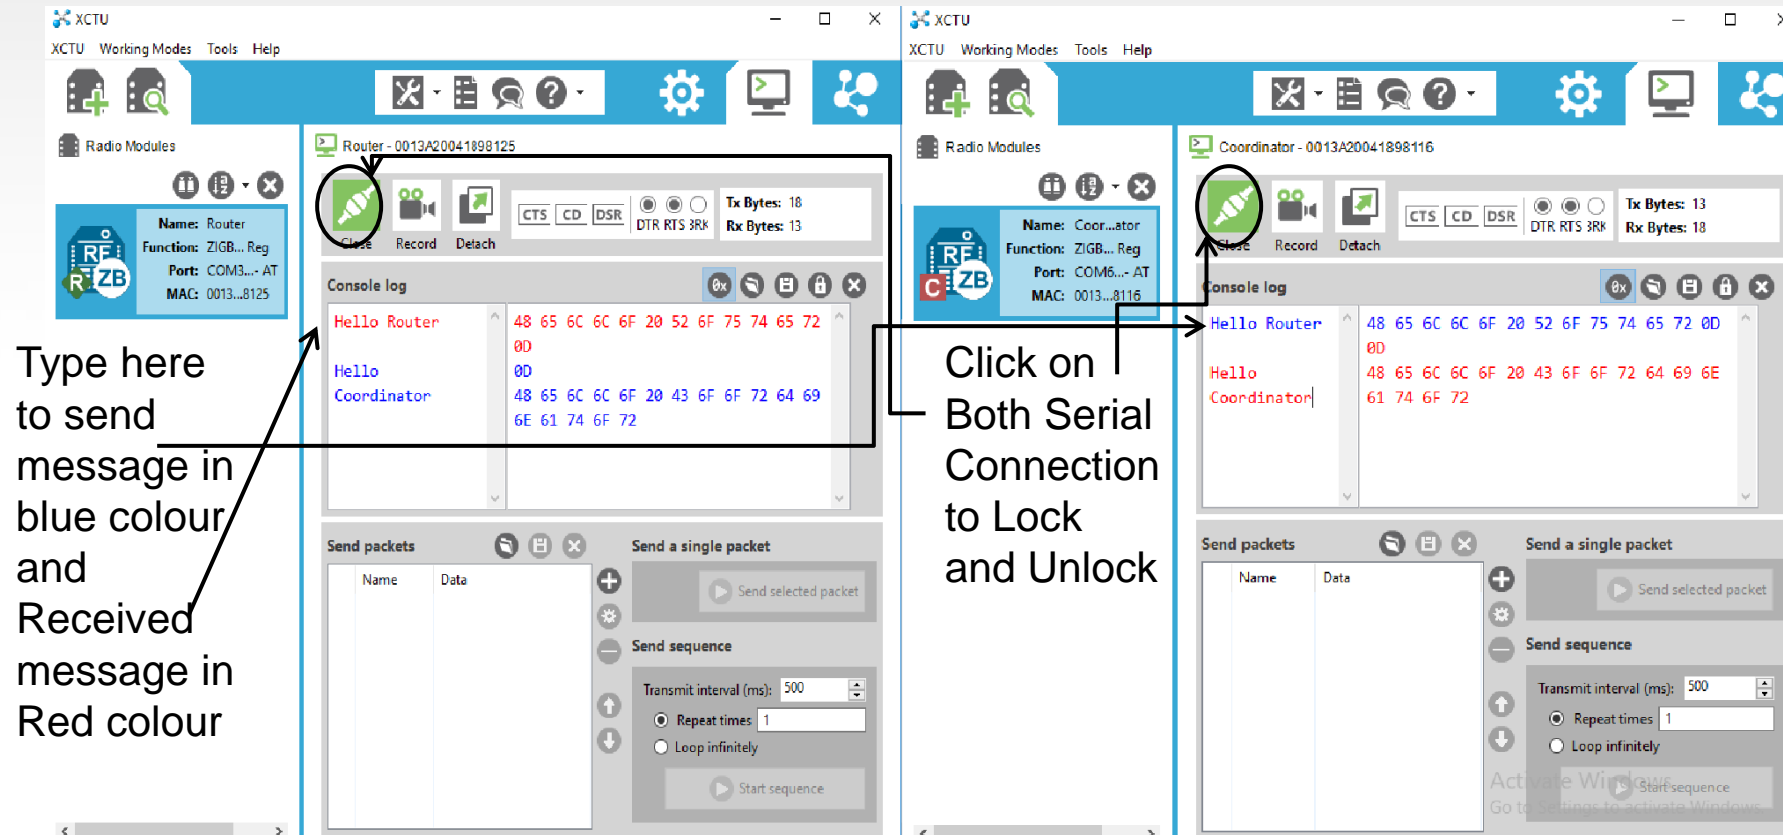 XCTU
XCTU Working Modes Tools Help
Radio Modules
Name: Router
Function: ZIGB... Reg
Port: COM3...- AT
MAC: 0013...8125
Router - 0013A20041898125
Close Record Detach
CTS CD DSR
DTR RTS BRK
Tx Bytes: 18
Rx Bytes: 13
Console log
Hello Router
Hello
Coordinator
48 65 6C 6C 6F 20 52 6F 75 74 65 72
0D
0D
48 65 6C 6C 6F 20 43 6F 6F 72 64 69
6E 61 74 6F 72
Send packets
Name Data
Send a single packet
Send selected packet
Send sequence
Transmit interval (ms): 500
Repeat times 1
Loop infinitely
Start sequence
Type here
to send
message in
blue colour
and
Received
message in
Red colour
XCTU
XCTU Working Modes Tools Help
Radio Modules
Name: Coor...ator
Function: ZIGB... Reg
Port: COM6...- AT
MAC: 0013...8116
Coordinator - 0013A20041898116
Close Record Detach
CTS CD DSR
DTR RTS BRK
Tx Bytes: 13
Rx Bytes: 18
Console log
Hello Router
Hello
Coordinator
48 65 6C 6C 6F 20 52 6F 75 74 65 72 0D
0D
48 65 6C 6C 6F 20 43 6F 6F 72 64 69 6E
61 74 6F 72
Send packets
Name Data
Send a single packet
Send selected packet
Send sequence
Transmit interval (ms): 500
Repeat times 1
Loop infinitely
Start sequence
Activate Windows
Go to Settings to activate Windows.
Click on
Both Serial
Connection
to Lock
and Unlock